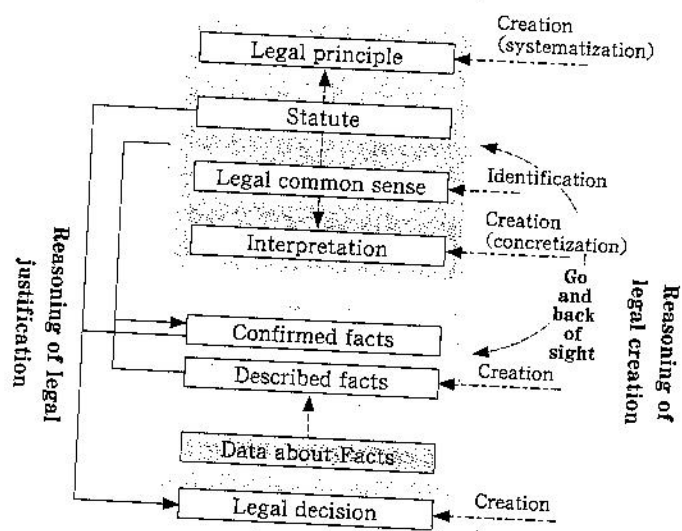 Creation
(systematization)
Legal principle
Statute
Legal common sense
Identification
Interpretation
Creation
(concretization)
Go
and
back
of
sight
Reasoning of legal
justification
Reasoning of
legal creation
Confirmed facts
Described facts
Creation
Data about Facts
Legal decision
Creation